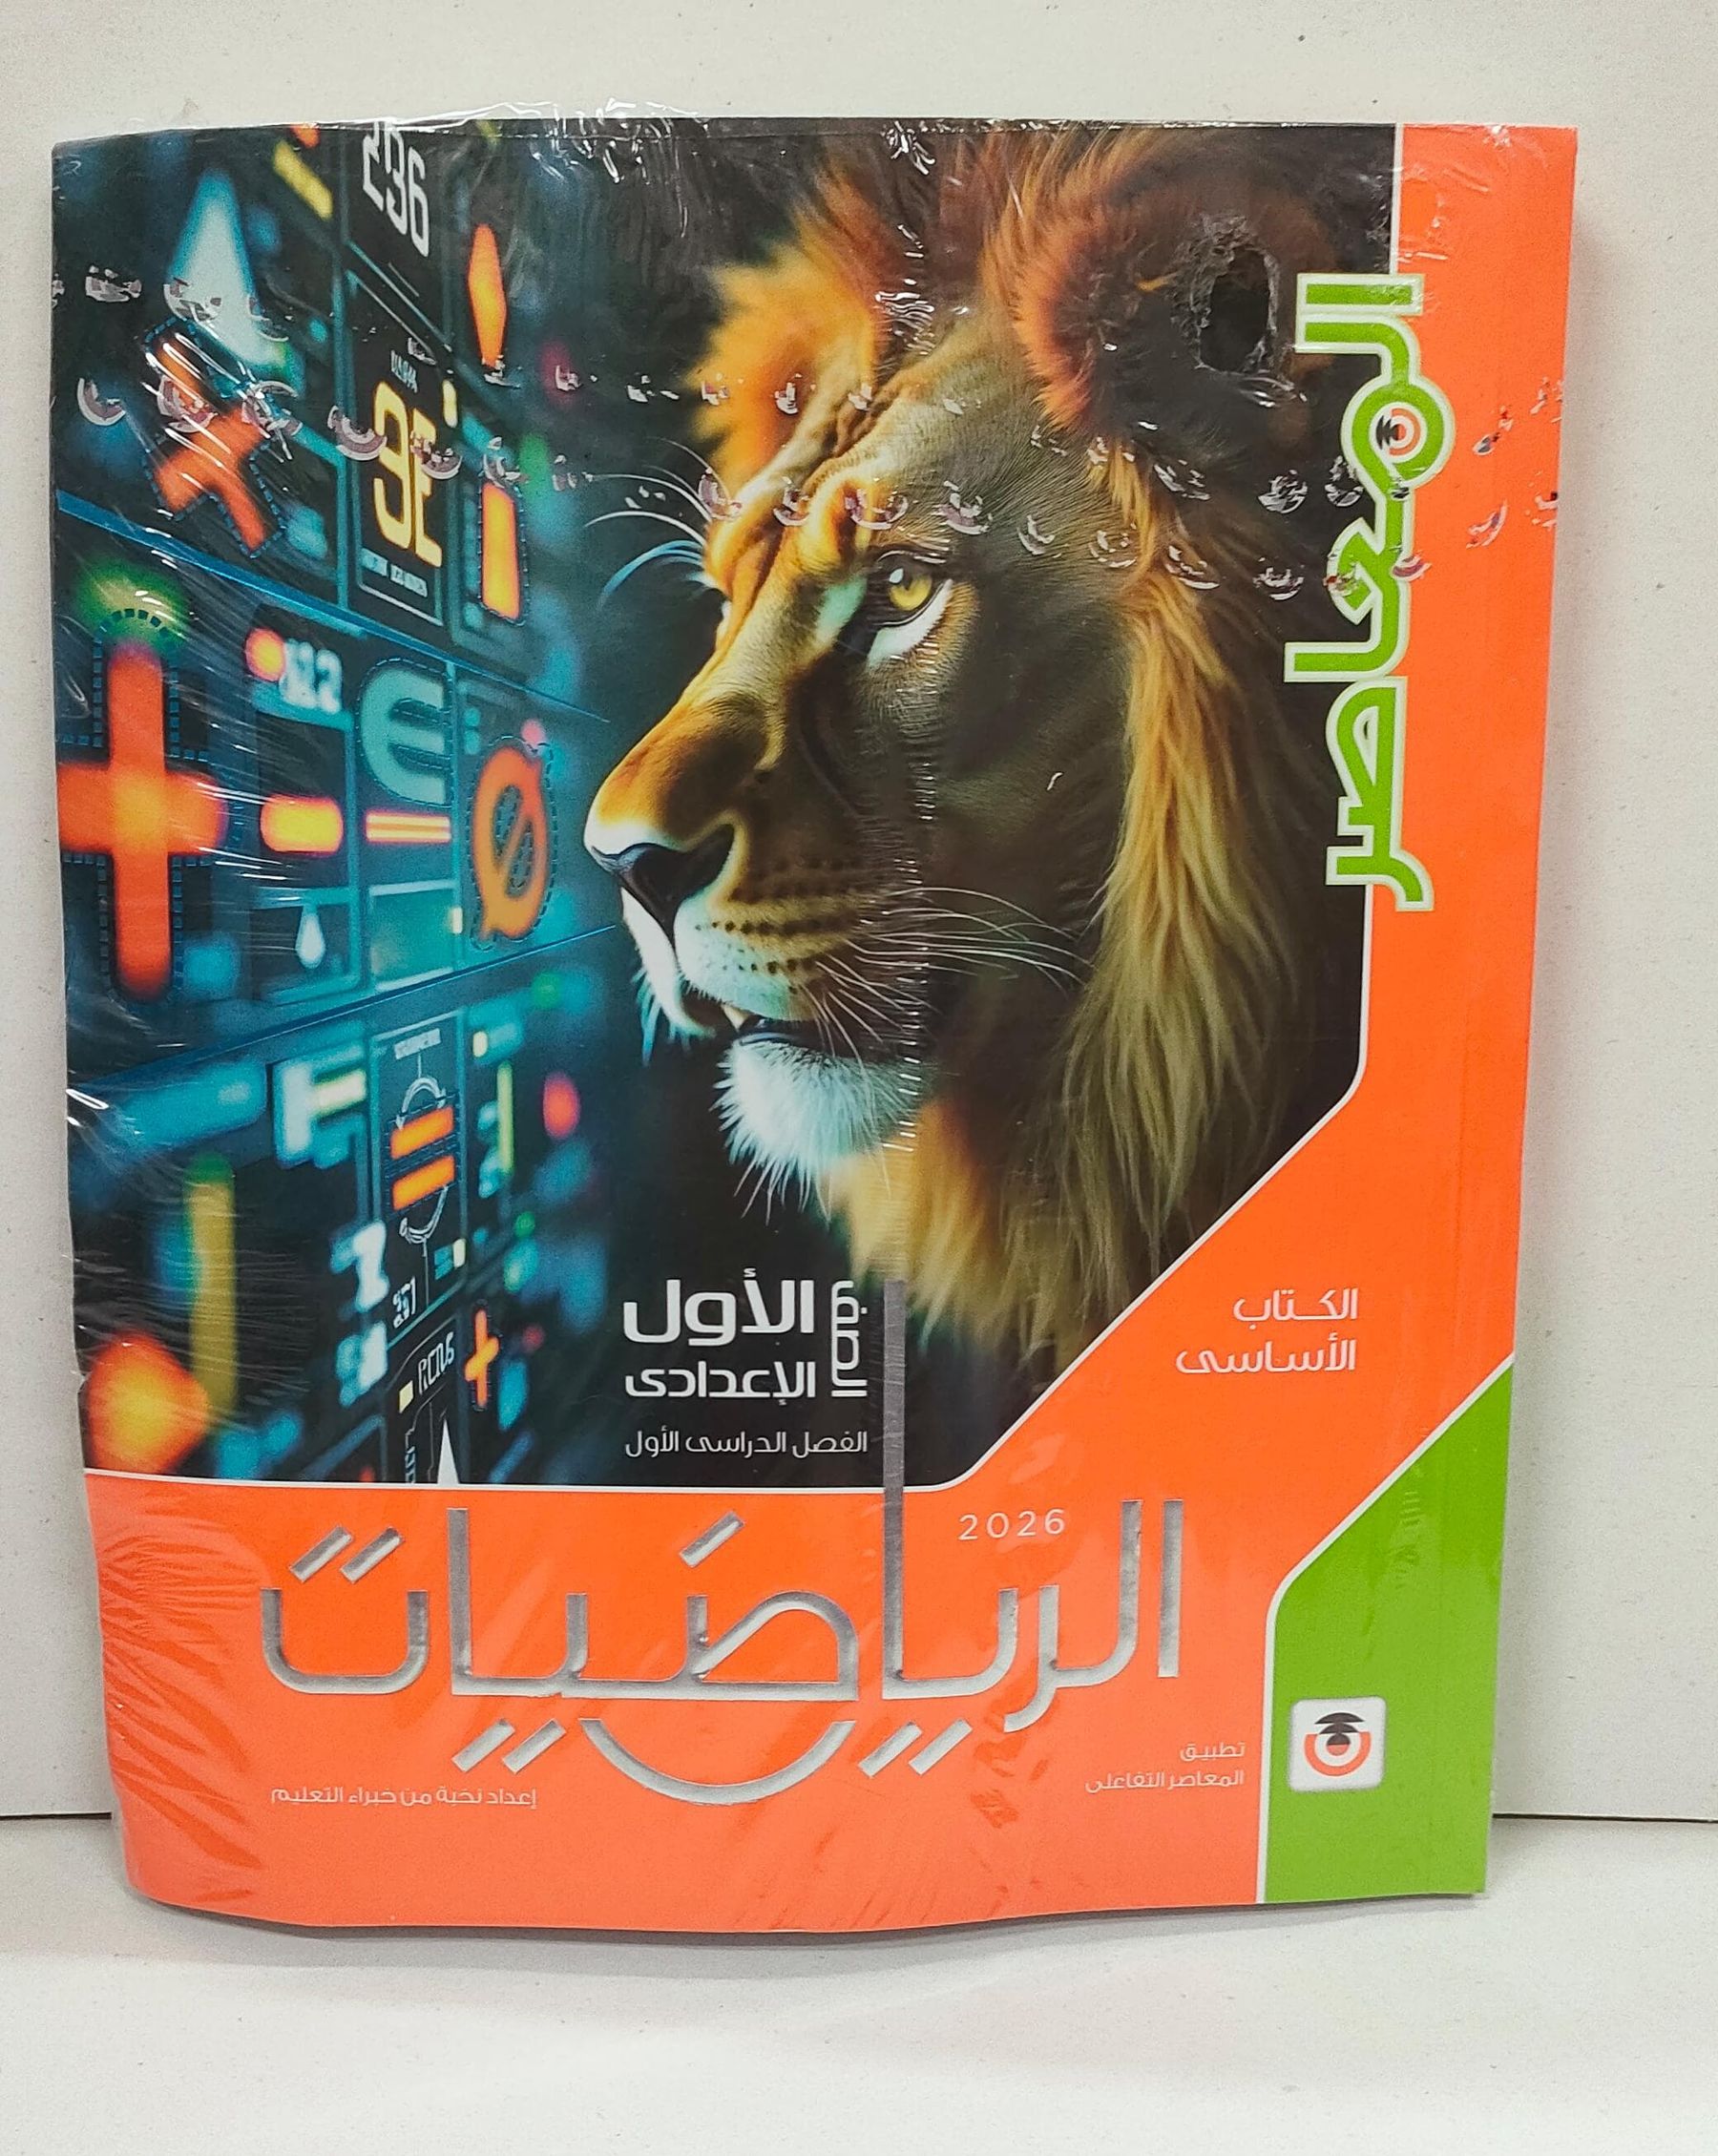 المعاصر
الصف
الأول
الإعدادى
الفصل الدراسى الأول
الكتاب
الأساسى
2026
الرياضيات
تطبيق
المعاصر التفاعلى
إعداد نخبة من خبراء التعليم